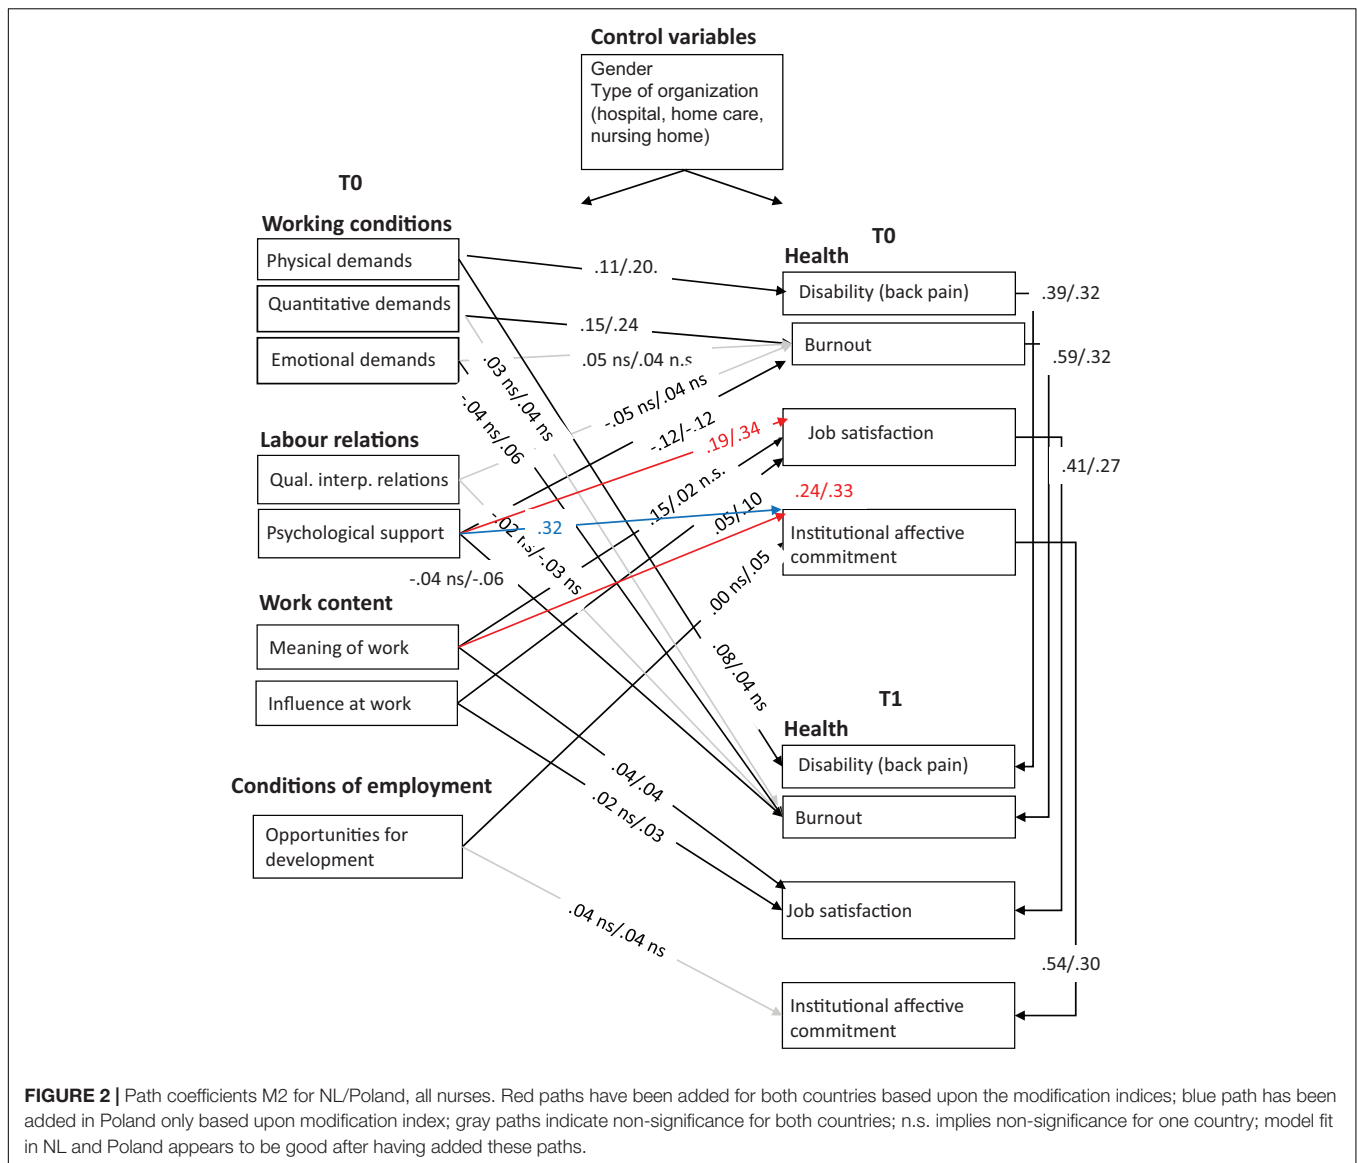 Control variables
Gender
Type of organization
(hospital, home care,
nursing home)
T0
Working conditions
Physical demands
Quantitative demands
Emotional demands
Labour relations
Qual. interp. relations
Psychological support
Work content
Meaning of work
Influence at work
Conditions of employment
Opportunities for
development
.11/.20.
.15/.24
.05 ns/.04 n.s
-.05 ns/.04 ns
-.12/-.12
.19/.34
.15/.02 n.s.
.05/.10
.24/.33
.32
.00 ns/.05
.03 ns/.04 ns
-.04 ns/.06
-.02 ns/-.03 ns
-.04 ns/-.06
.08/.04 ns
.04/.04
.02 ns/.03
.04 ns/.04 ns
T0
Health
Disability (back pain)
Burnout
Job satisfaction
Institutional affective
commitment
.39/.32
.59/.32
.41/.27
.54/.30
T1
Health
Disability (back pain)
Burnout
Job satisfaction
Institutional affective
commitment
FIGURE 2 | Path coefficients M2 for NL/Poland, all nurses. Red paths have been added for both countries based upon the modification indices; blue path has been
added in Poland only based upon modification index; gray paths indicate non-significance for both countries; n.s. implies non-significance for one country; model fit
in NL and Poland appears to be good after having added these paths.